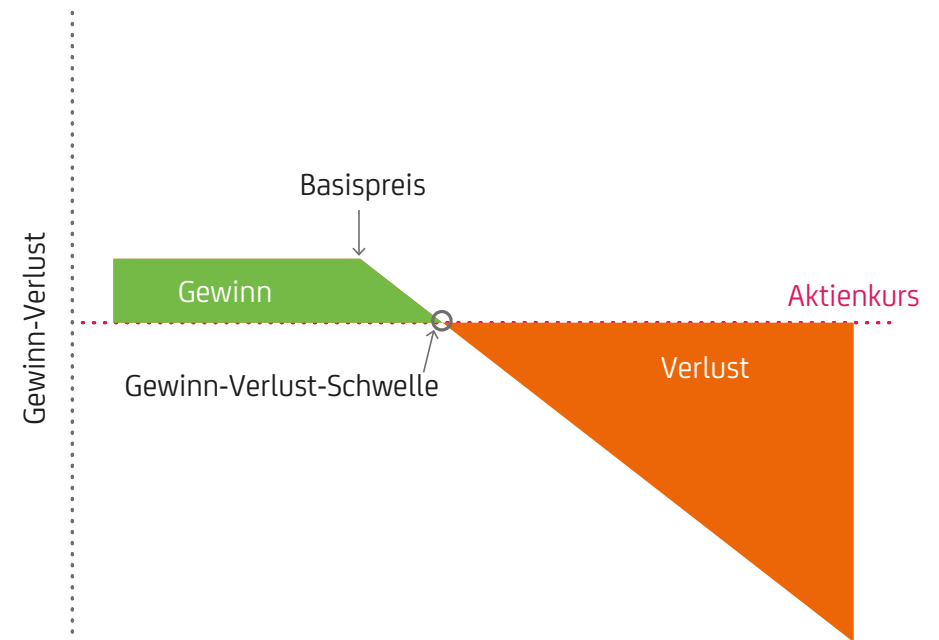 Basispreis
Gewinn-Verlust
Gewinn
Aktienkurs
Verlust
Gewinn-Verlust-Schwelle